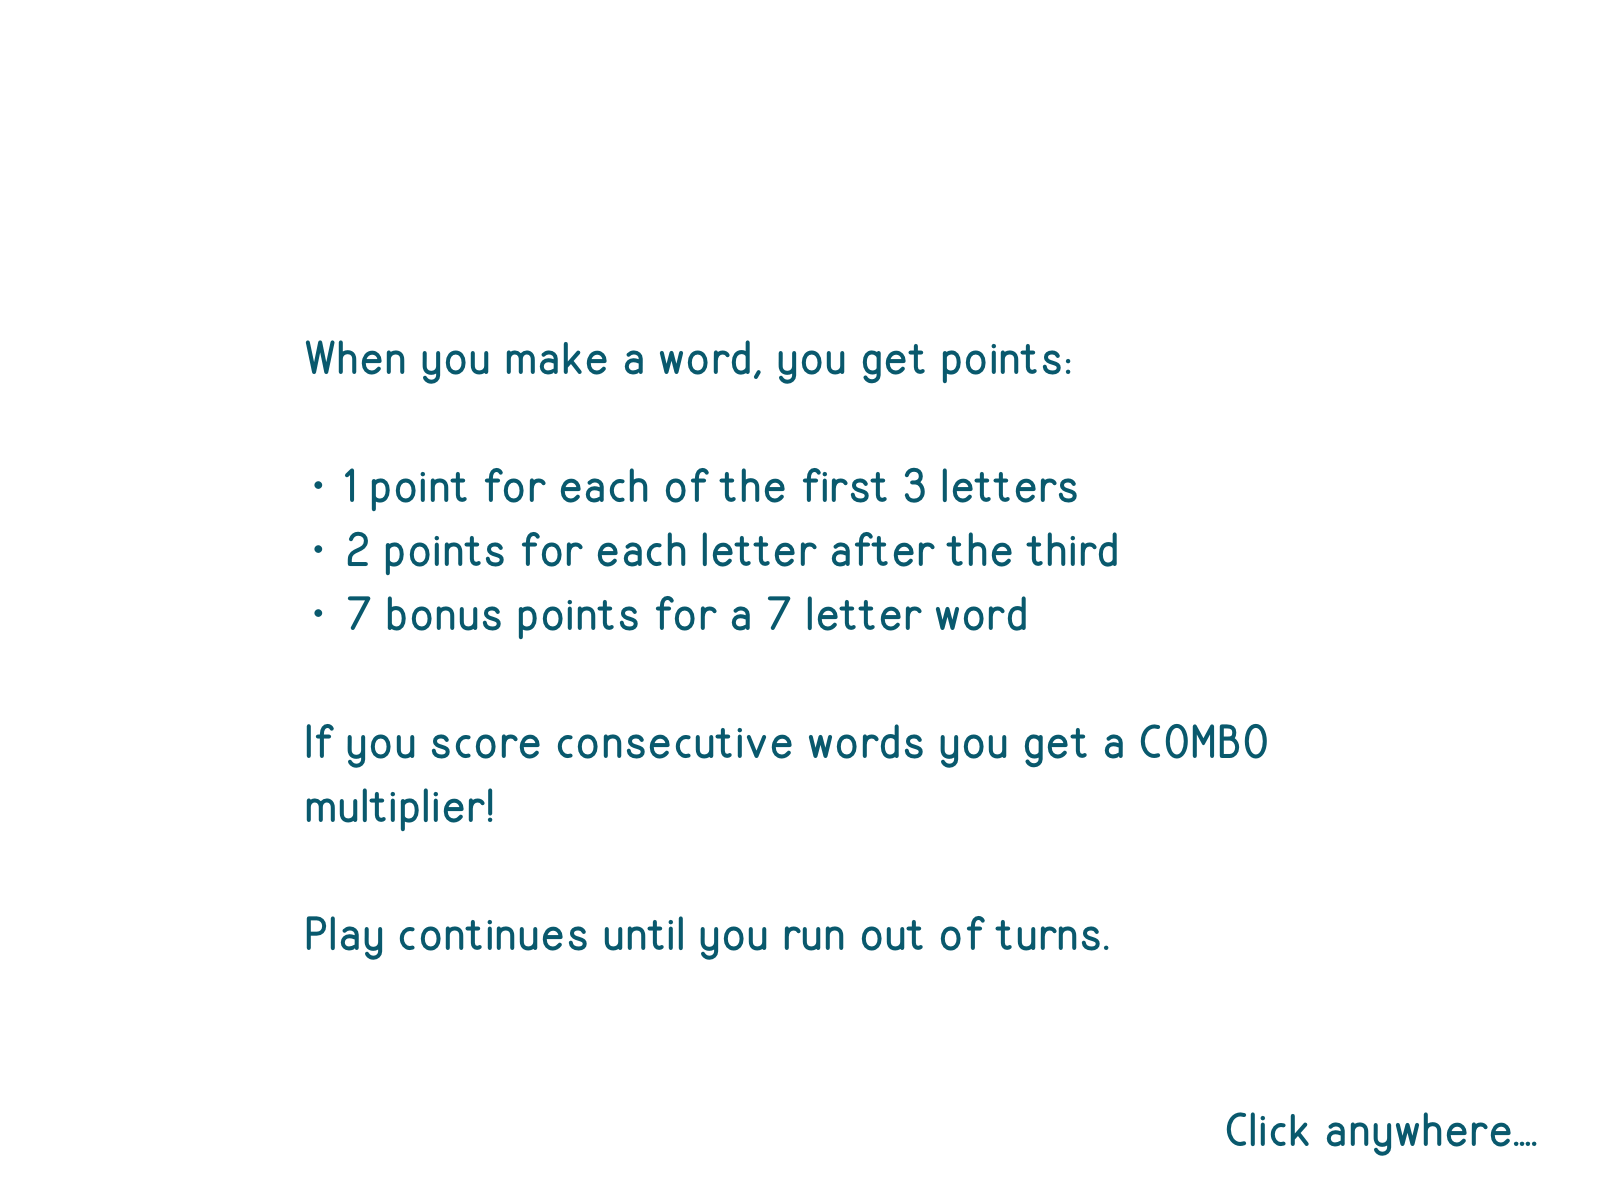 When you make a word, you get points:
• 1 point for each of the first 3 letters
• 2 points for each letter after the third
• 7 bonus points for a 7 letter word
If you score consecutive words you get a COMBO
multiplier!
Play continues until you run out of turns.
Click anywhere....